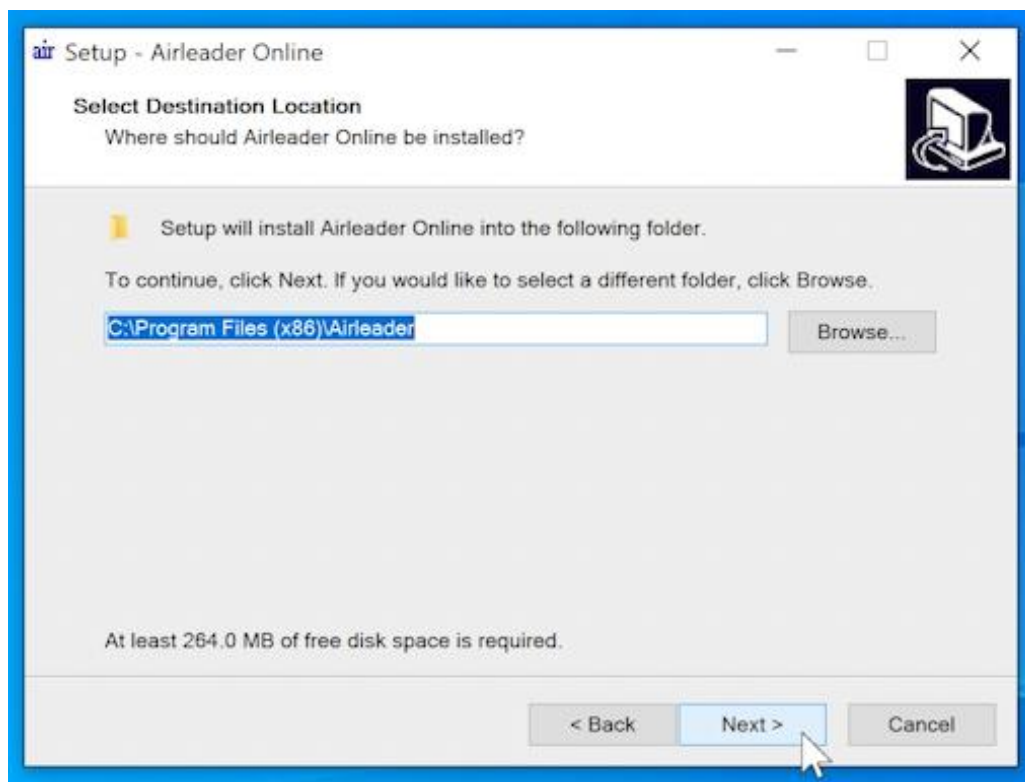 air Setup - Airleader Online
Select Destination Location
Where should Airleader Online be installed?
Setup will install Airleader Online into the following folder.
To continue, click Next. If you would like to select a different folder, click Browse.
C:\Program Files (x86)\Airleader
Browse...
At least 264.0 MB of free disk space is required.
< Back
Next >
Cancel